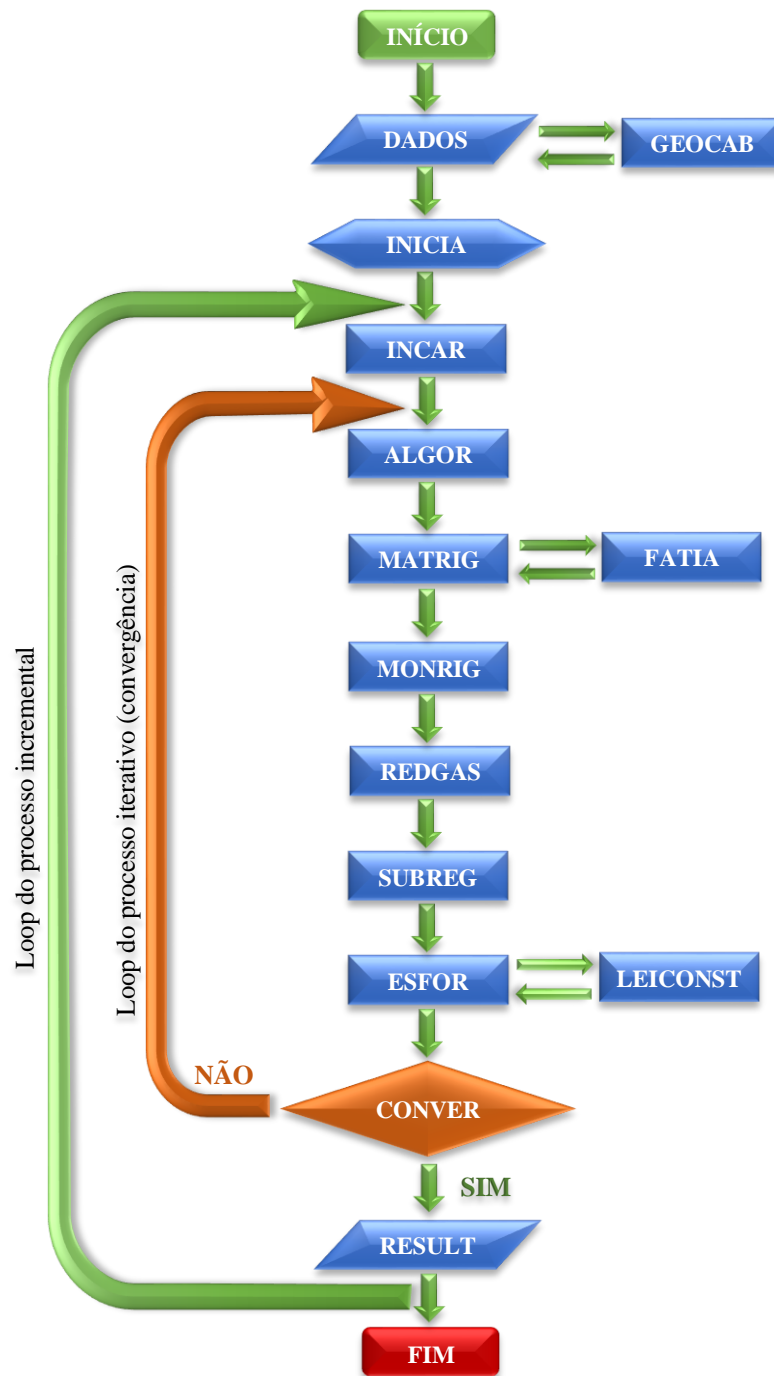 INÍCIO
DADOS
GEOCAB
INICIA
INCAR
ALGOR
MATRIG
FATIA
MONRIG
REDGAS
SUBREG
ESFOR
LEICONST
Loop do processo incremental
Loop do processo iterativo (convergência)
NÃO
CONVER
SIM
RESULT
FIM